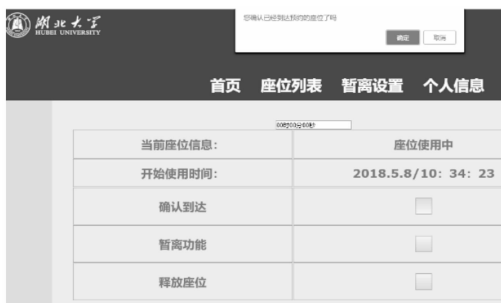 湖北大学
HUBEI UNIVERSITY
您确认已经到达预约的座位了吗
确定 取消
首页 座位列表 暂离设置 个人信息
00时00分00秒
当前座位信息: 座位使用中
开始使用时间: 2018.5.8/10: 34: 23
确认到达
暂离功能
释放座位